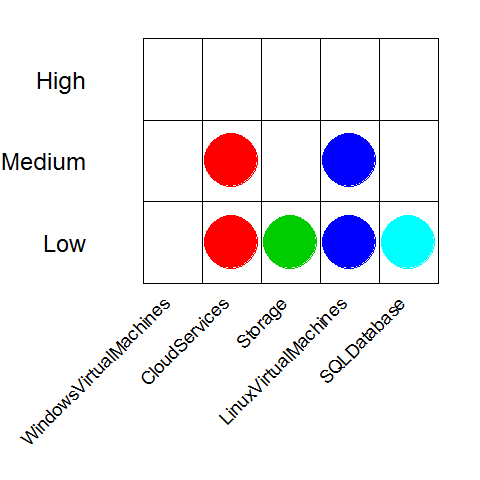 High
Medium
Low
WindowsVirtualMachines
CloudServices
Storage
LinuxVirtualMachines
SQLDatabase